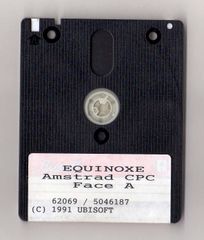 EQUINOXE
Amstrad CPC
Face A
62069 / 5046187
(C) 1991 UBISOFT